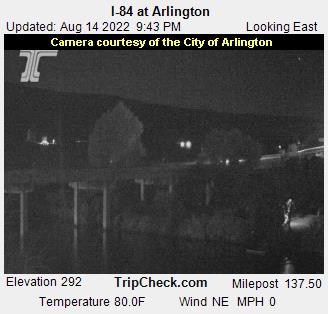 I-84 at Arlington
Updated: Aug 14 2022 9:43 PM Looking East
Camera courtesy of the City of Arlington
Elevation 292 TripCheck.com Milepost 137.50
Temperature 80.0F Wind NE MPH 0